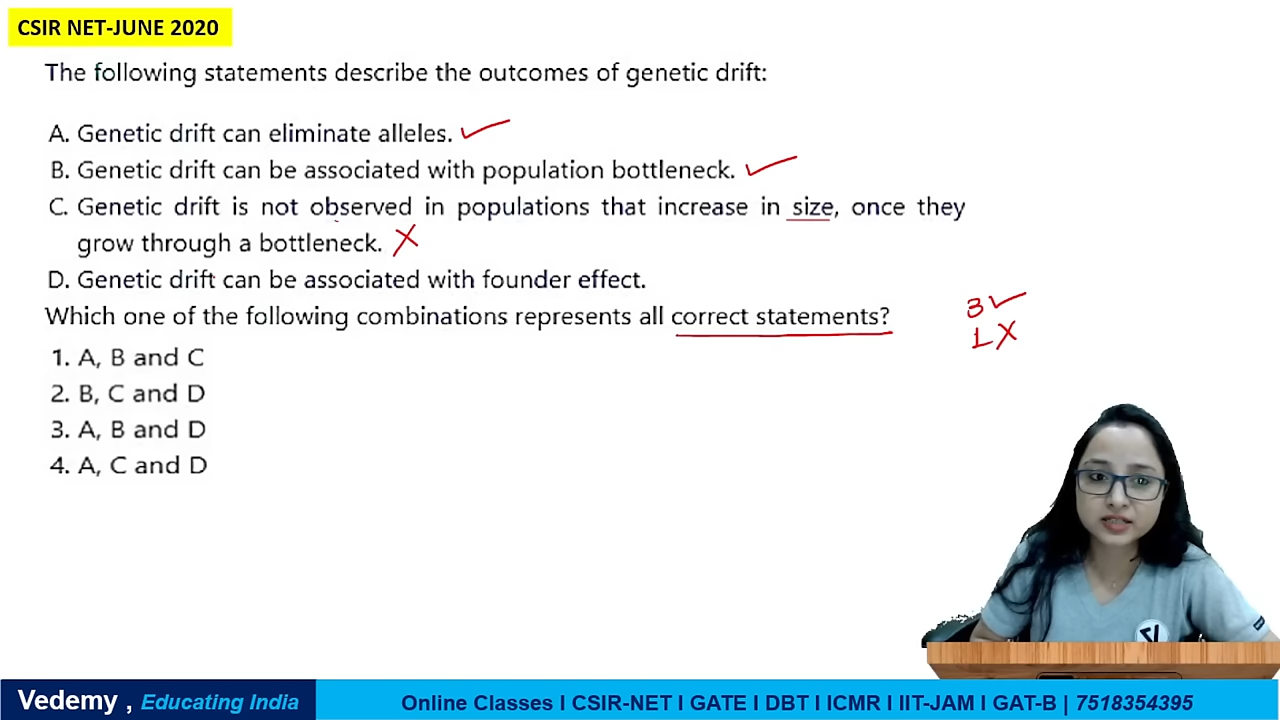 CSIR NET-JUNE 2020
The following statements describe the outcomes of genetic drift:
A. Genetic drift can eliminate alleles.
B. Genetic drift can be associated with population bottleneck.
C. Genetic drift is not observed in populations that increase in size, once they
grow through a bottleneck.
D. Genetic drift can be associated with founder effect.
Which one of the following combinations represents all correct statements?
3
1
1. A, B and C
2. B, C and D
3. A, B and D
4. A, C and D
Vedemy , Educating India
Online Classes I CSIR-NET I GATE I DBT I ICMR I IIT-JAM I GAT-B | 7518354395